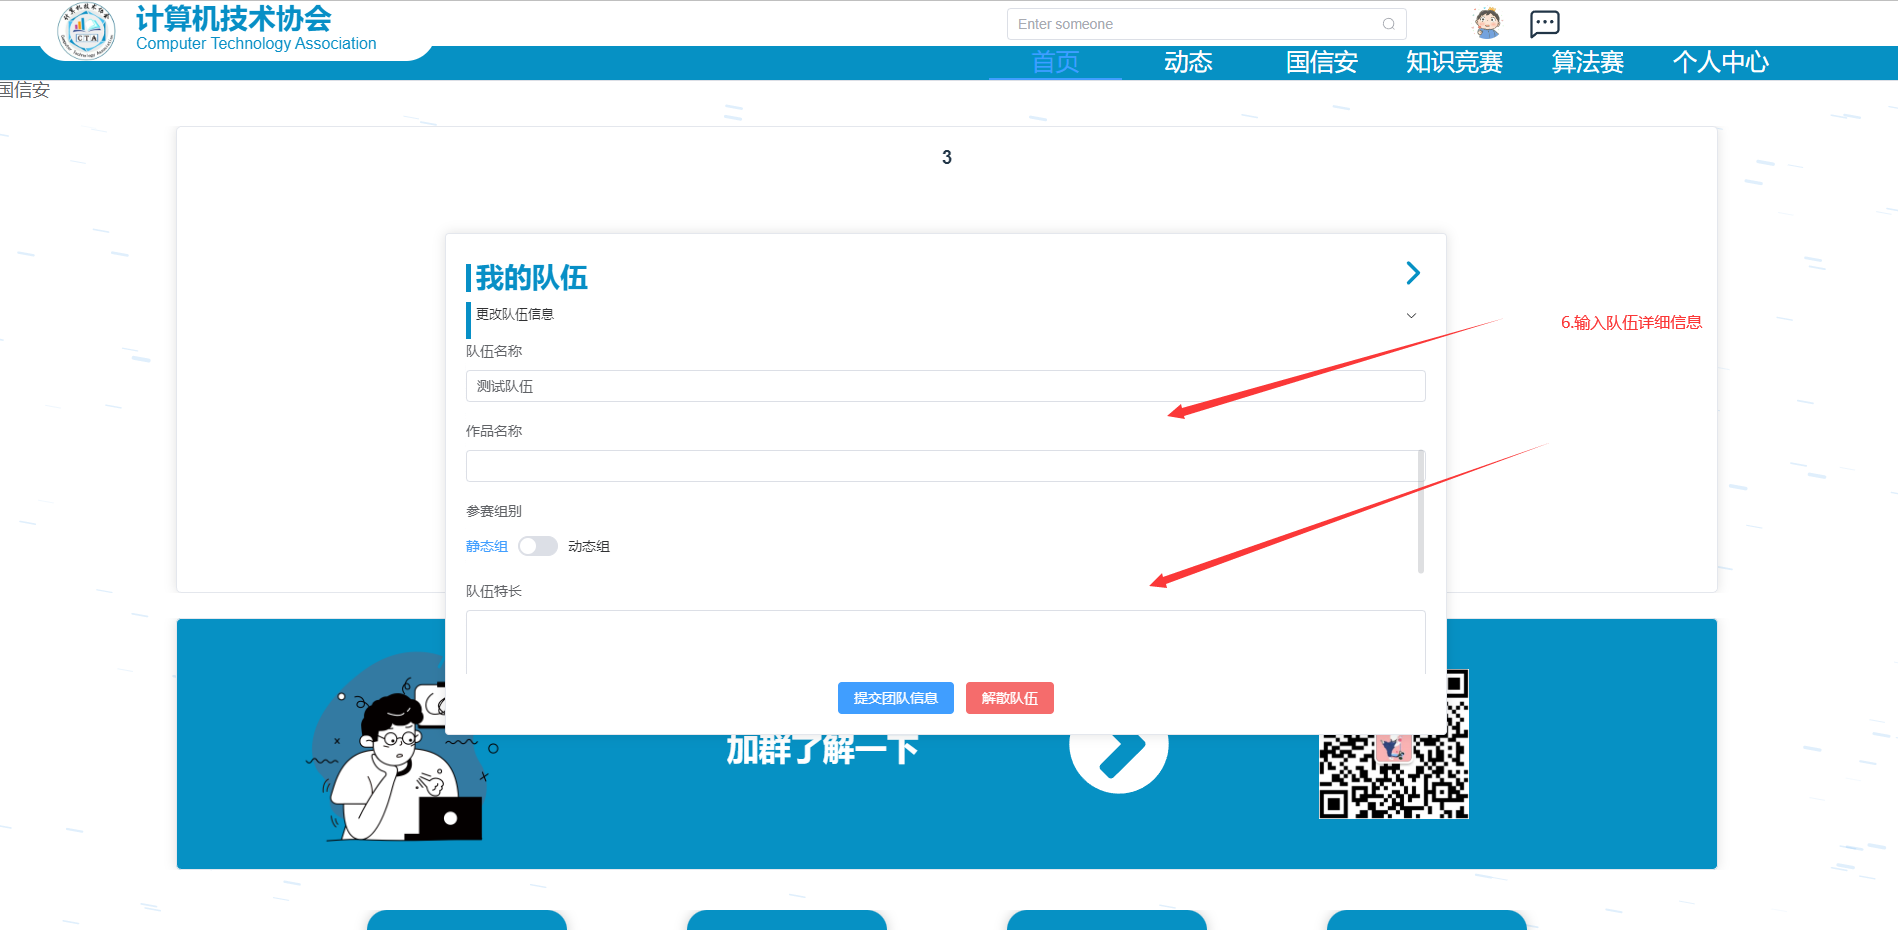 计算机技术协会
Computer Technology Association
CTA
Enter someone
首页 动态 国信安 知识竞赛 算法赛 个人中心
国信安
3
我的队伍
更改队伍信息
6.输入队伍详细信息
队伍名称
测试队伍
作品名称
参赛组别
静态组 动态组
队伍特长
提交团队信息 解散队伍
加群了解一下